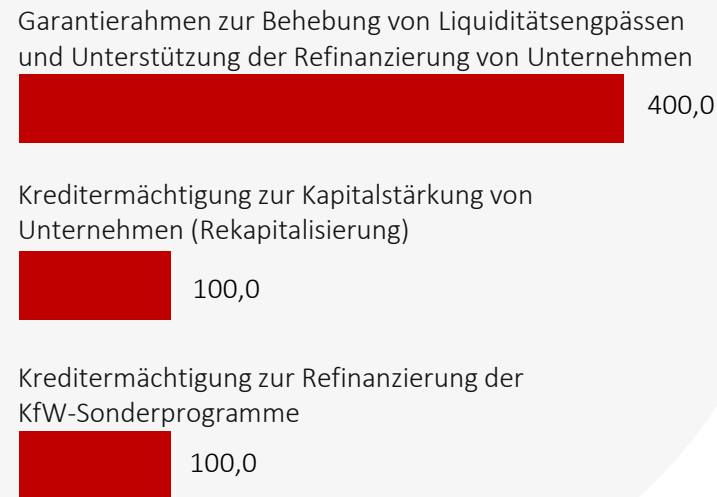 Garantierahmen zur Behebung von Liquiditätsengpässen
und Unterstützung der Refinanzierung von Unternehmen
400,0
Kreditermächtigung zur Kapitalstärkung von
Unternehmen (Rekapitalisierung)
100,0
Kreditermächtigung zur Refinanzierung der
KfW-Sonderprogramme
100,0